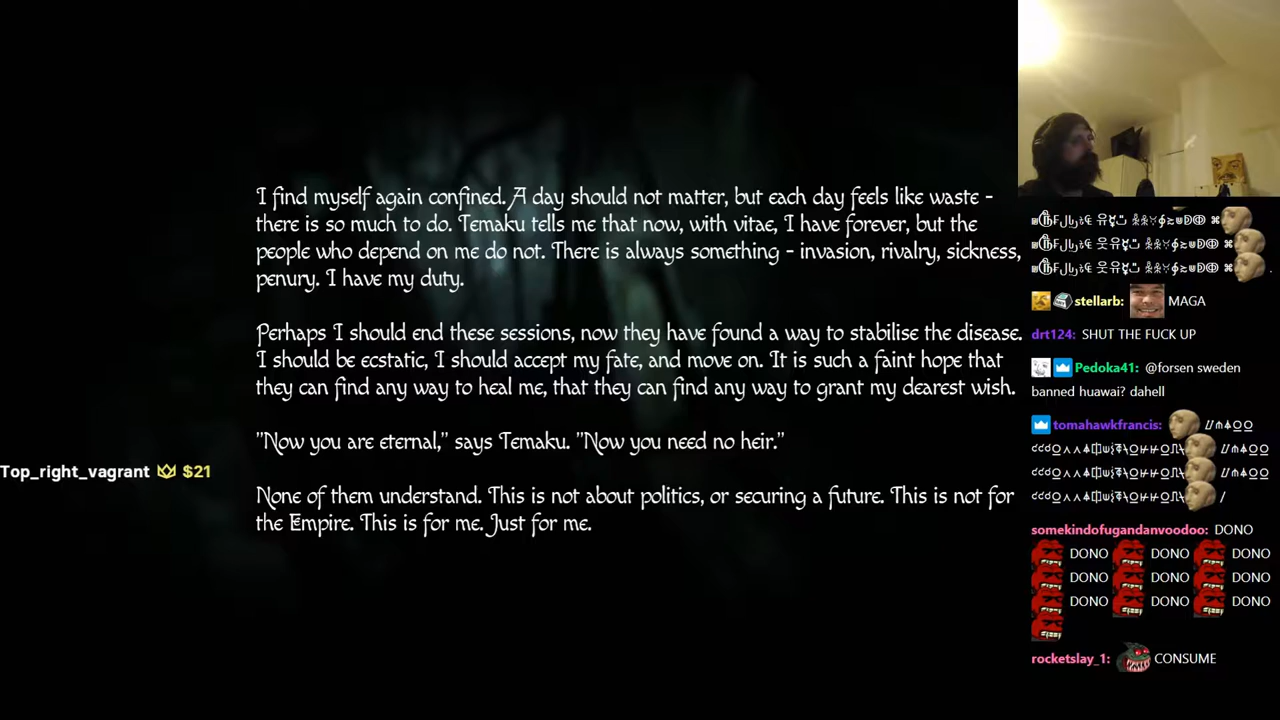 I find myself again confined. A day should not matter, but each day feels like waste -
there is so much to do. Temaku tells me that now, with vitae, I have forever, but the
people who depend on me do not. There is always something - invasion, rivalry, sickness,
penury. I have my duty.
Perhaps I should end these sessions, now they have found a way to stabilise the disease.
I should be ecstatic, I should accept my fate, and move on. It is such a faint hope that
they can find any way to heal me, that they can find any way to grant my dearest wish.
"Now you are eternal," says Temaku. "Now you need no heir."
None of them understand. This is not about politics, or securing a future. This is not for
the Empire. This is for me. Just for me.
Top_right_vagrant $21
stellarb: MAGA
drt124: SHUT THE FUCK UP
Pedoka41: @forsen sweden
banned huawai? dahell
tomahawkfrancis:
somekindofugandanvoodoo: DONO
DONO DONO DONO
DONO DONO DONO
DONO DONO DONO
rocketslay_1: CONSUME